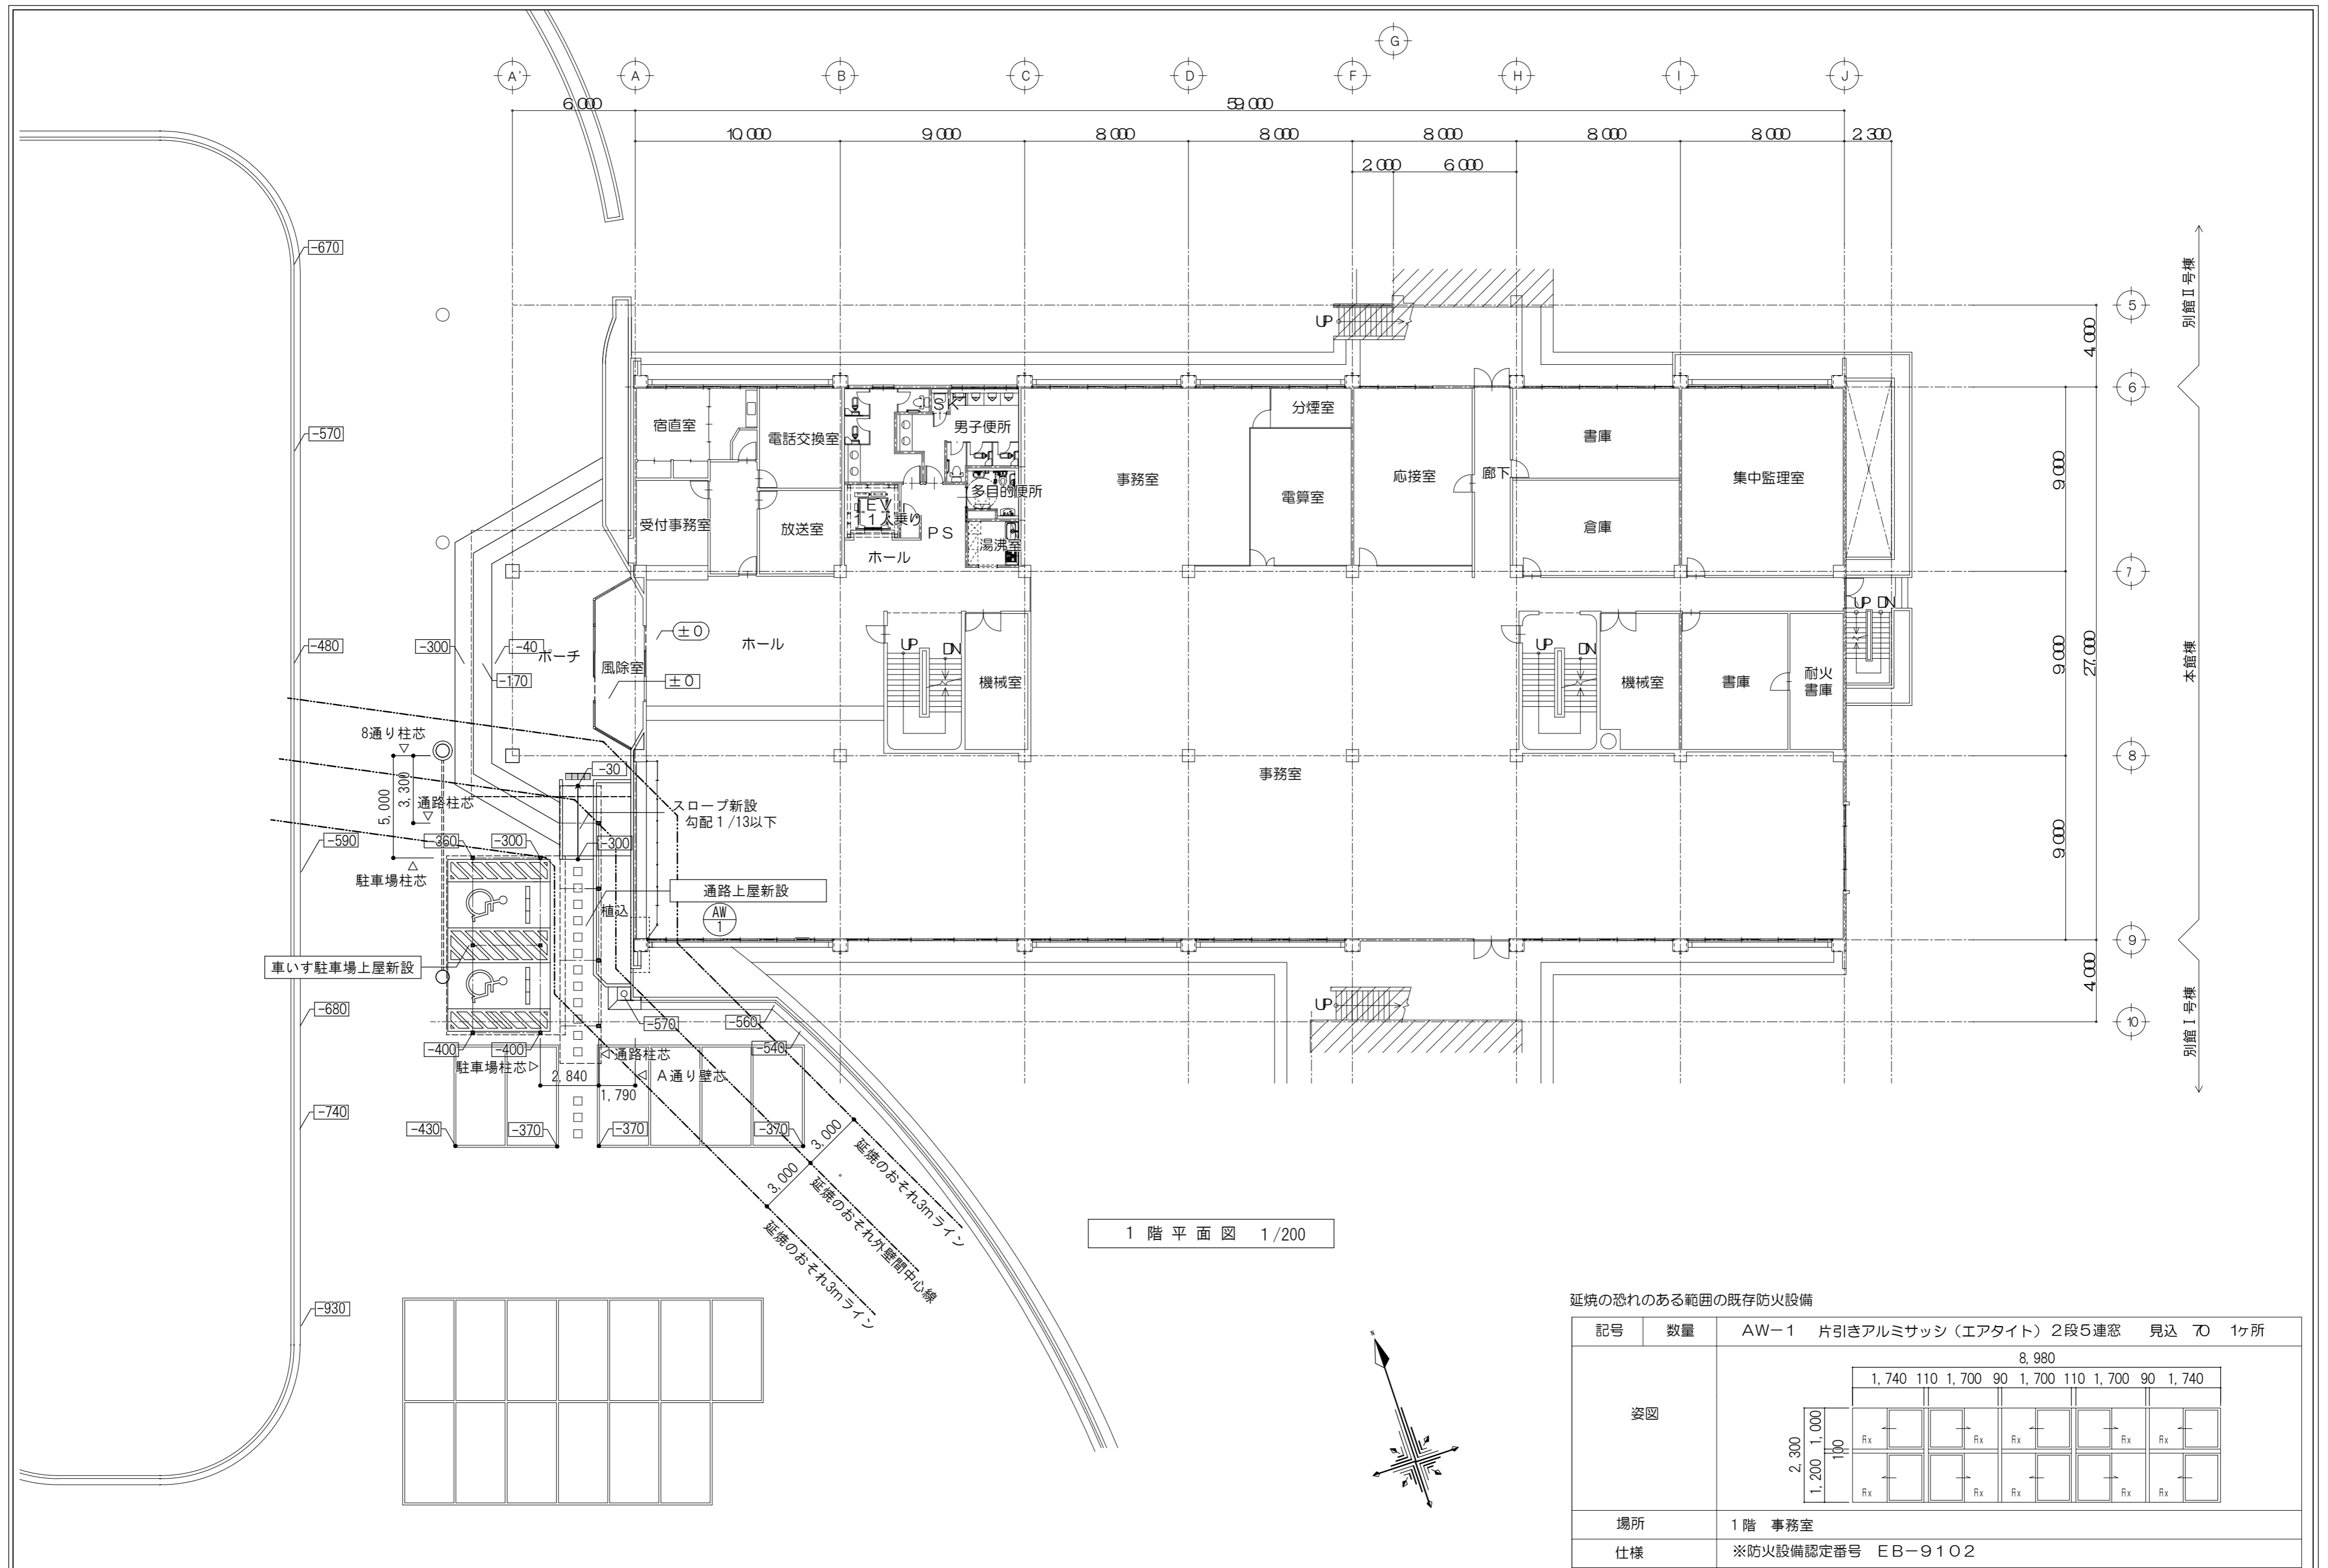 G
A'
A
B
C
D
F
H
I
J
6,000
59,000
10,000
9,000
8,000
8,000
8,000
8,000
8,000
2,300
2,000
6,000
-670
-570
-480
-590
-680
-740
-930
5
6
7
8
9
10
4,000
9,000
9,000
27,000
9,000
4,000
別館Ⅱ号棟
本館棟
別館Ⅰ号棟
UP
宿直室
電話交換室
SK
男子便所
事務室
分煙室
電算室
応接室
廊下
書庫
倉庫
集中監理室
受付事務室
放送室
EV
11人乗り
PS
多目的便所
湯沸室
ホール
±0
ホール
±0
-300
-40
-170
ポーチ
風除室
UP
DN
機械室
UP
DN
機械室
書庫
耐火
書庫
UP
DN
8通り柱芯
5,000
3,300
通路柱芯
-30
スロープ新設
勾配1/13以下
-360
-300
-300
駐車場柱芯
通路上屋新設
AW
1
植込
事務室
車いす駐車場上屋新設
-570
-560
-540
UP
-400
-400
駐車場柱芯
通路柱芯
A通り壁芯
2,840
1,790
-430
-370
-370
-370
3,000
3,000
延焼のおそれ3mライン
延焼のおそれ外壁間中心線
延焼のおそれ3mライン
1階平面図 1/200
延焼の恐れのある範囲の既存防火設備
記号 数量 AW-1 片引きアルミサッシ(エアタイト)2段5連窓 見込 70 1ヶ所
姿図
8,980
1,740 110 1,700 90 1,700 110 1,700 90 1,740
2,300
1,000
100
1,200
Fix Fix Fix Fix Fix
Fix Fix Fix Fix Fix
場所 1階 事務室
仕様 ※防火設備認定番号 EB-9102